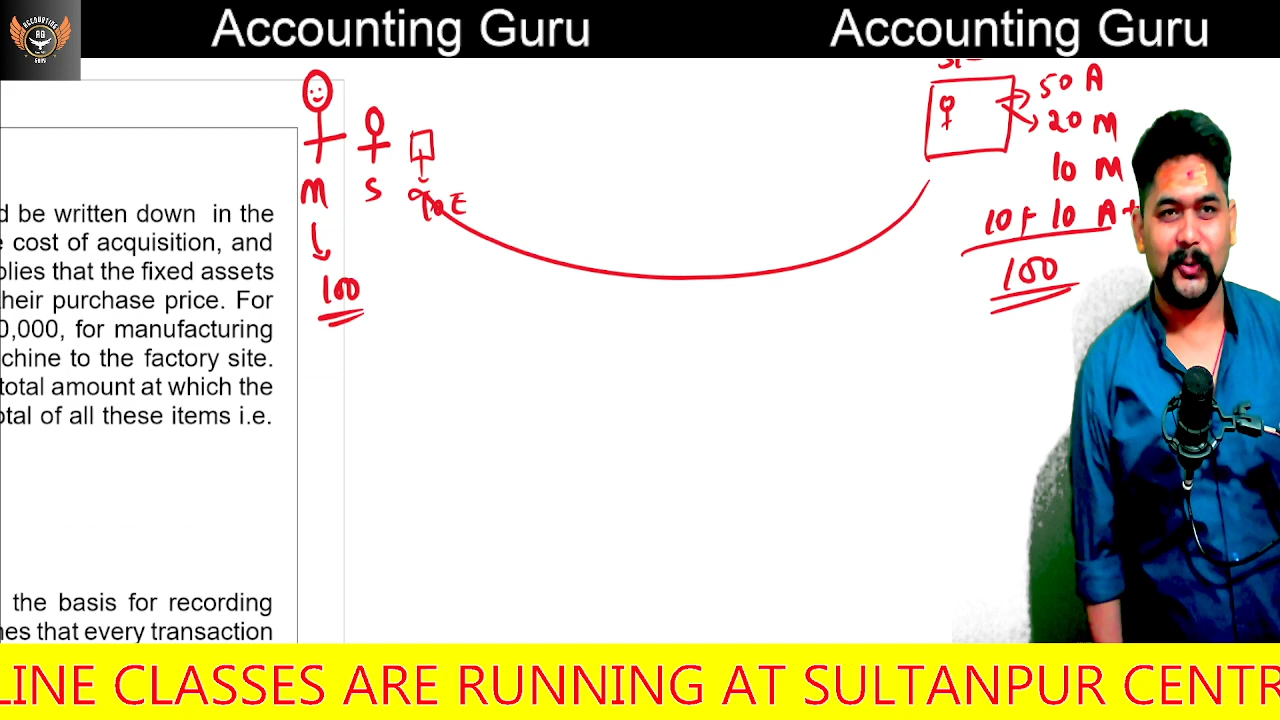 Accounting Guru
Accounting Guru
ACCOUNTING
AG
d be written down in the
cost of acquisition, and
plies that the fixed assets
heir purchase price. For
0,000, for manufacturing
chine to the factory site.
total amount at which the
otal of all these items i.e.
the basis for recording
nes that every transaction
M
S
100
50 A
20 M
10 M
10 + 10 A+
100
LINE CLASSES ARE RUNNING AT SULTANPUR CENTR